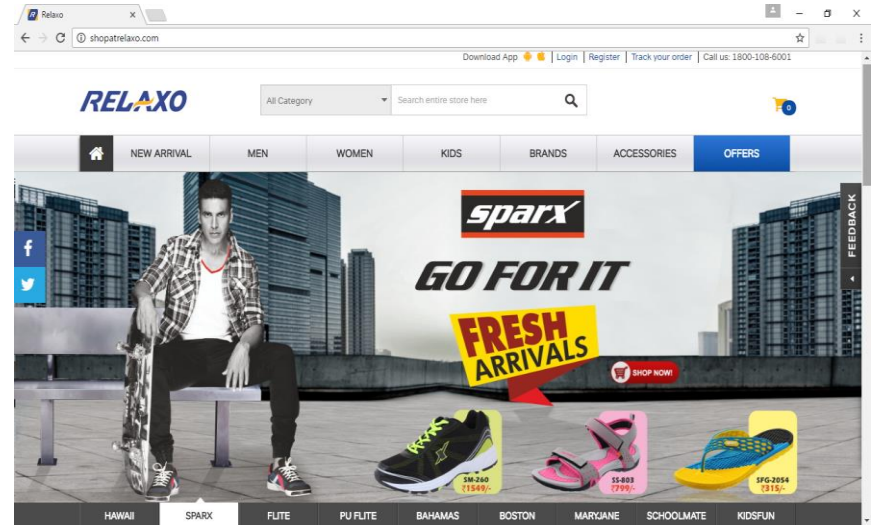 Relaxo
shopatrelaxo.com
Download App | Login | Register | Track your order | Call us: 1800-108-6001
RELAXO
All Category
Search entire store here
0
NEW ARRIVAL MEN WOMEN KIDS BRANDS ACCESSORIES OFFERS
sparx
GO FOR IT
FRESH
ARRIVALS
SHOP NOW!
FEEDBACK
SM-260
₹1549/-
SS-803
₹799/-
SFG-2054
₹315/-
HAWAII SPARX FLITE PU FLITE BAHAMAS BOSTON MARYJANE SCHOOLMATE KIDSFUN